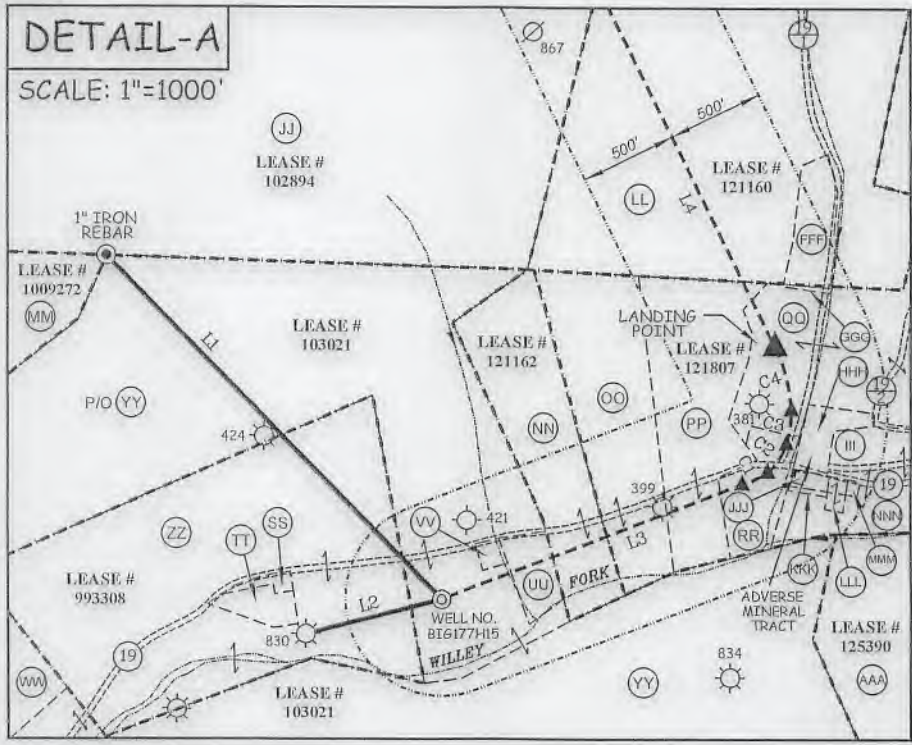 DETAIL-A
SCALE: 1"=1000'
867
19
1
JJ
LEASE #
102894
500'
500'
LEASE #
121160
LL
L4
1" IRON
REBAR
FFF
LEASE #
1009272
MM
LEASE #
103021
L1
LEASE #
121162
LANDING
POINT
LEASE #
121807
QQ
GGG
HHH
19
2
P/O YY
424
NN
OO
PP
C4
381
C3
C2
III
399
19
NNN
ZZ
TT
SS
VV
421
JJJ
RR
KKK
LLL
MMM
L3
LEASE #
993308
L2
830
WELL NO.
BIG177H15
UU
WILLEY FORK
ADVERSE
MINERAL
TRACT
LEASE #
125390
19
WW
LEASE #
103021
YY
834
AAA